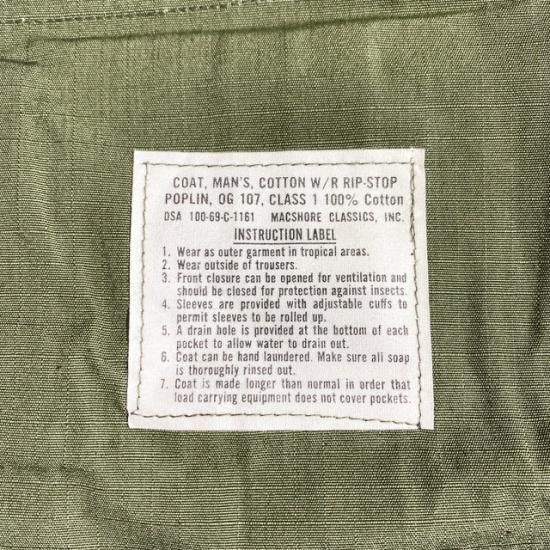 COAT, MAN'S, COTTON W/R RIP-STOP
POPLIN, OG 107, CLASS 1 100% Cotton
DSA 100-69-C-1161 MACSHORE CLASSICS, INC.
INSTRUCTION LABEL
1. Wear as outer garment in tropical areas.
2. Wear outside of trousers.
3. Front closure can be opened for ventilation and
should be closed for protection against insects.
4. Sleeves are provided with adjustable cuffs to
permit sleeves to be rolled up.
5. A drain hole is provided at the bottom of each
pocket to allow water to drain out.
6. Coat can be hand laundered. Make sure all soap
is thoroughly rinsed out.
7. Coat is made longer than normal in order that
load carrying equipment does not cover pockets.